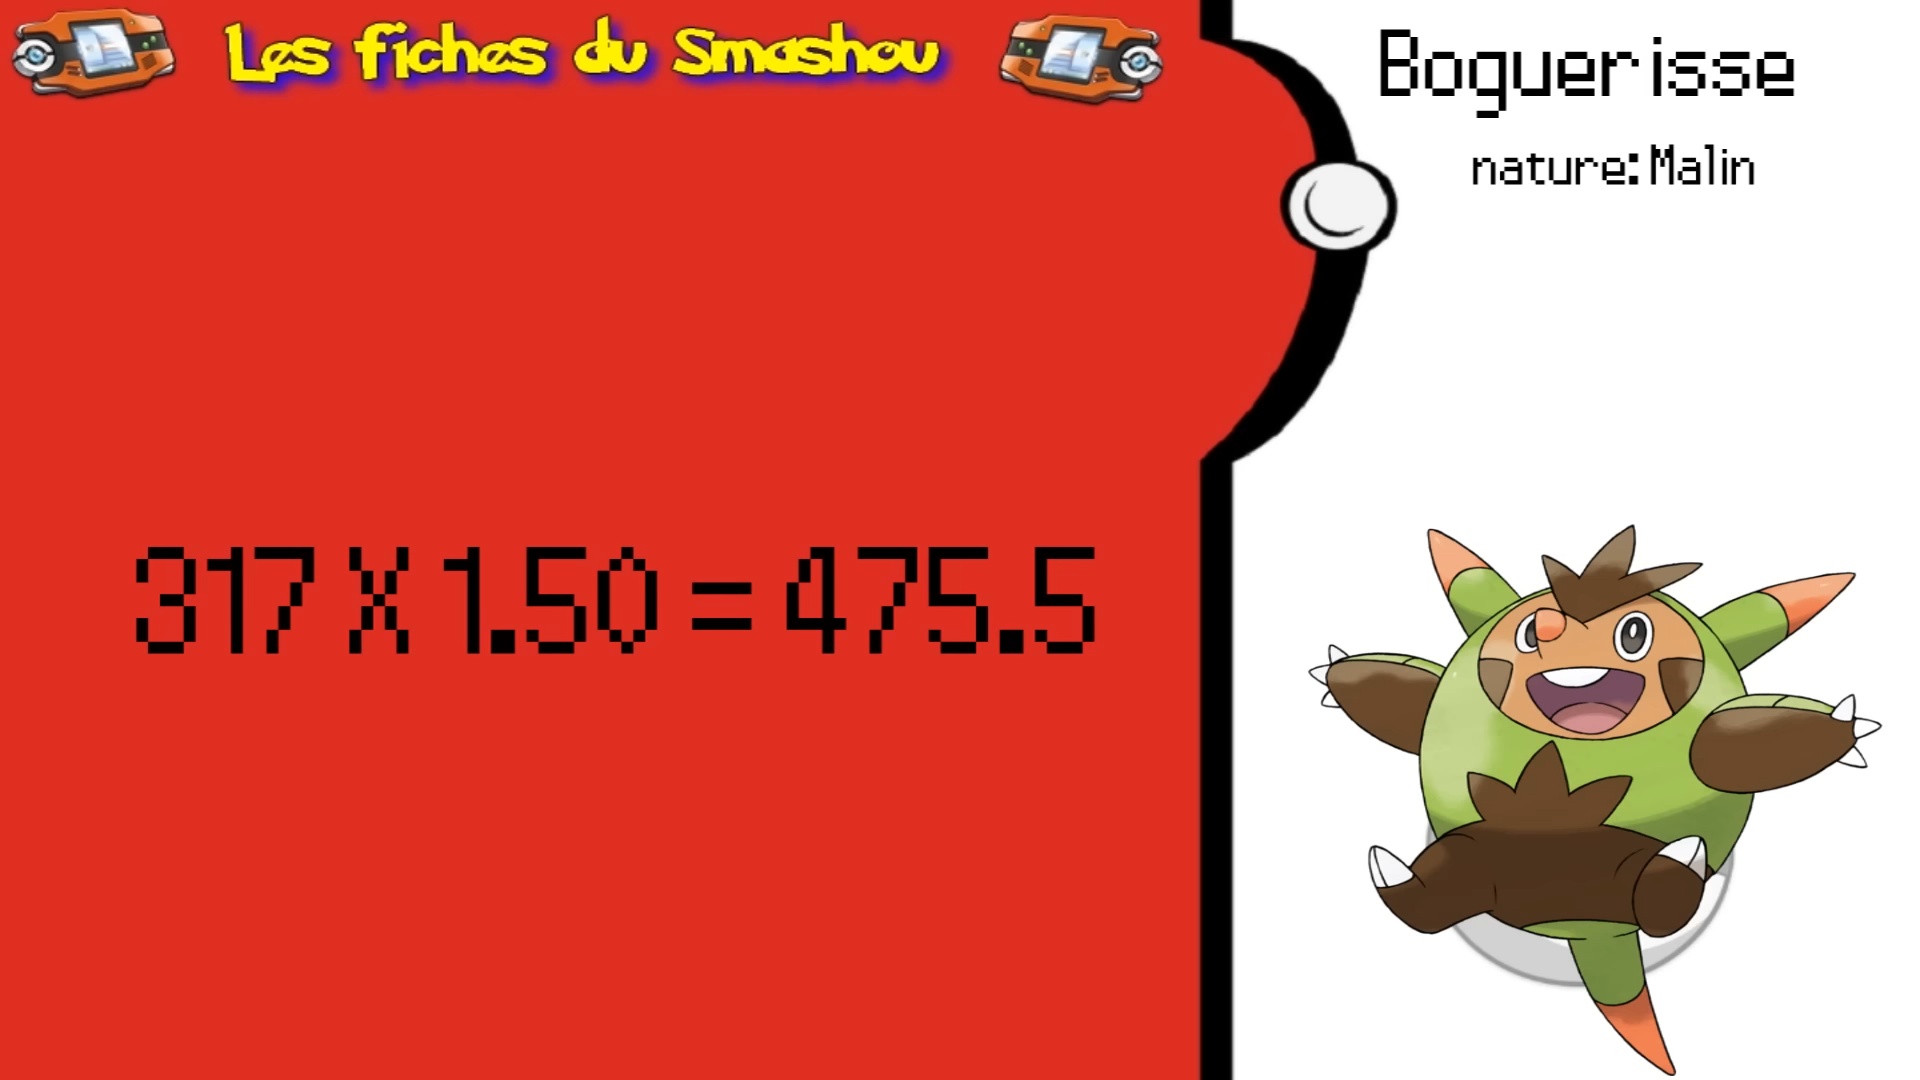 Les fiches du Smashou
Boguerisse
nature: Malin
317 X 1.50 = 475.5